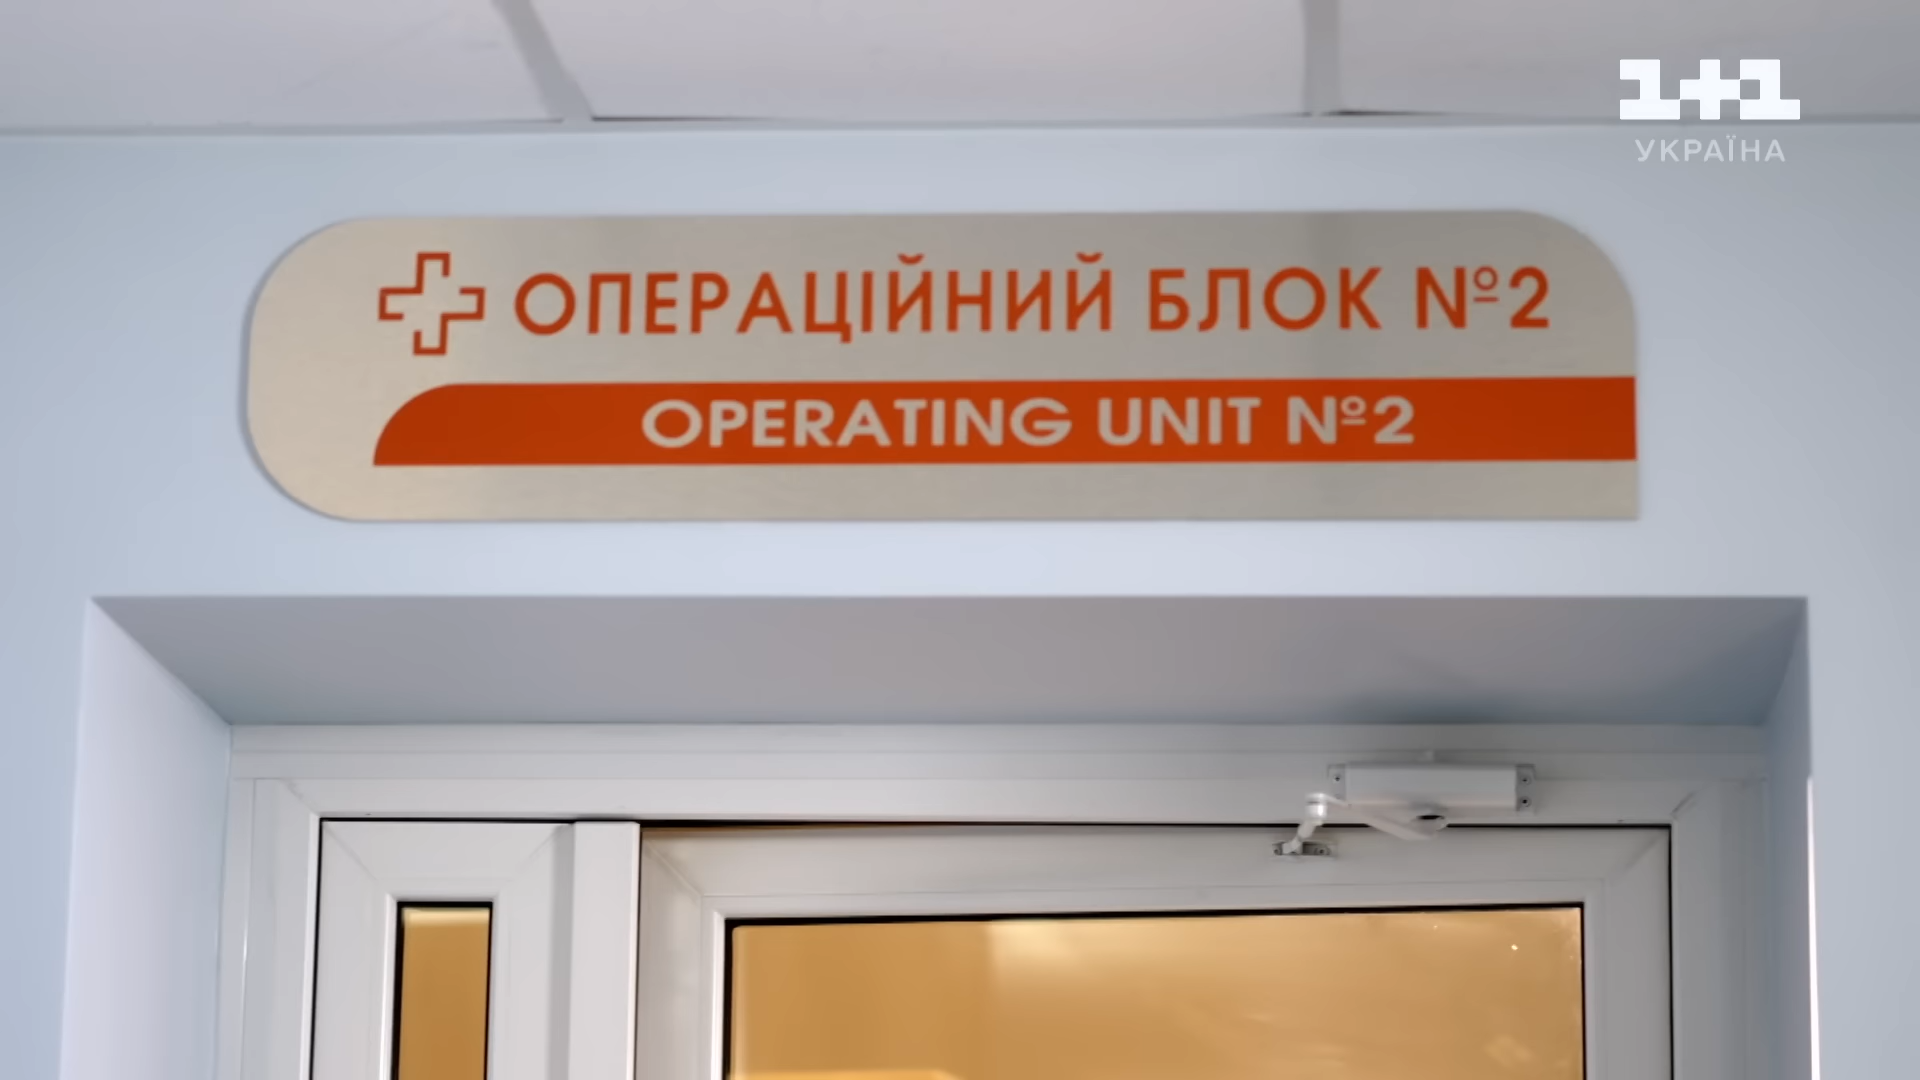 1+1
УКРАЇНА
ОПЕРАЦІЙНИЙ БЛОК №2
OPERATING UNIT №2